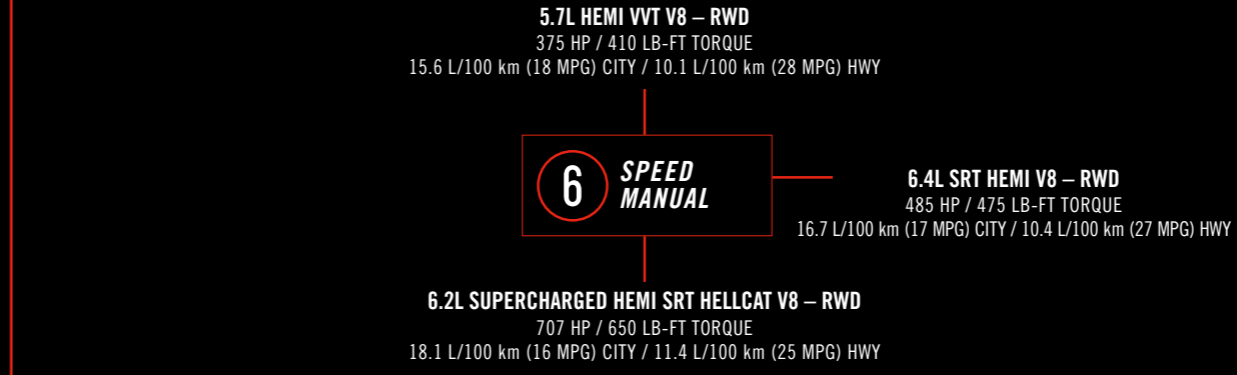 5.7L HEMI VVT V8 – RWD
375 HP / 410 LB-FT TORQUE
15.6 L/100 km (18 MPG) CITY / 10.1 L/100 km (28 MPG) HWY
6 SPEED
MANUAL
6.4L SRT HEMI V8 – RWD
485 HP / 475 LB-FT TORQUE
16.7 L/100 km (17 MPG) CITY / 10.4 L/100 km (27 MPG) HWY
6.2L SUPERCHARGED HEMI SRT HELLCAT V8 – RWD
707 HP / 650 LB-FT TORQUE
18.1 L/100 km (16 MPG) CITY / 11.4 L/100 km (25 MPG) HWY